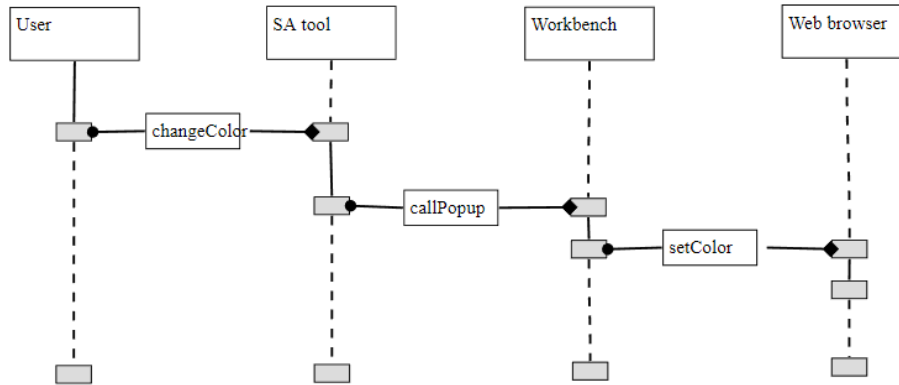 User
SA tool
Workbench
Web browser
changeColor
callPopup
setColor